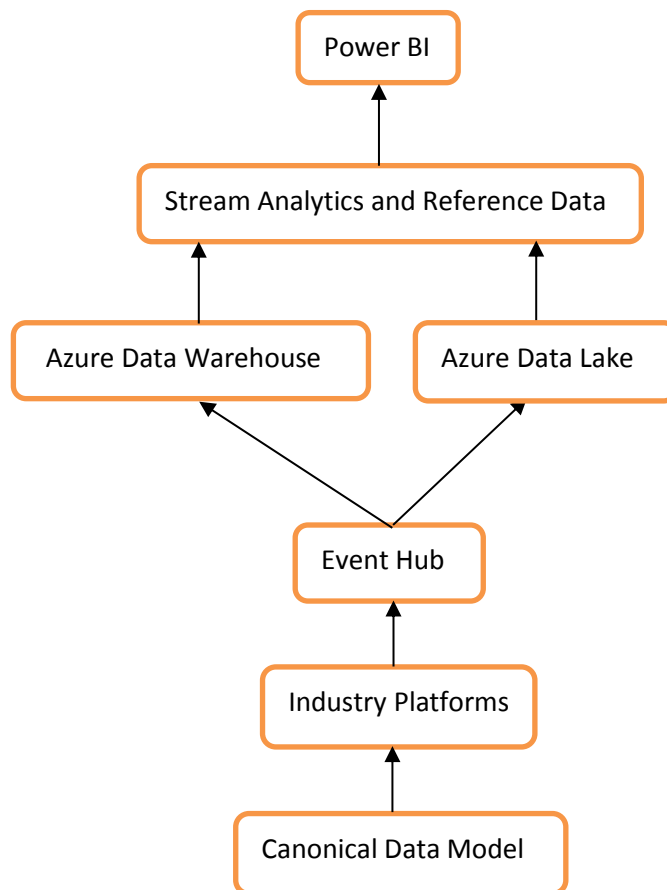 Power BI
Stream Analytics and Reference Data
Azure Data Warehouse
Azure Data Lake
Event Hub
Industry Platforms
Canonical Data Model